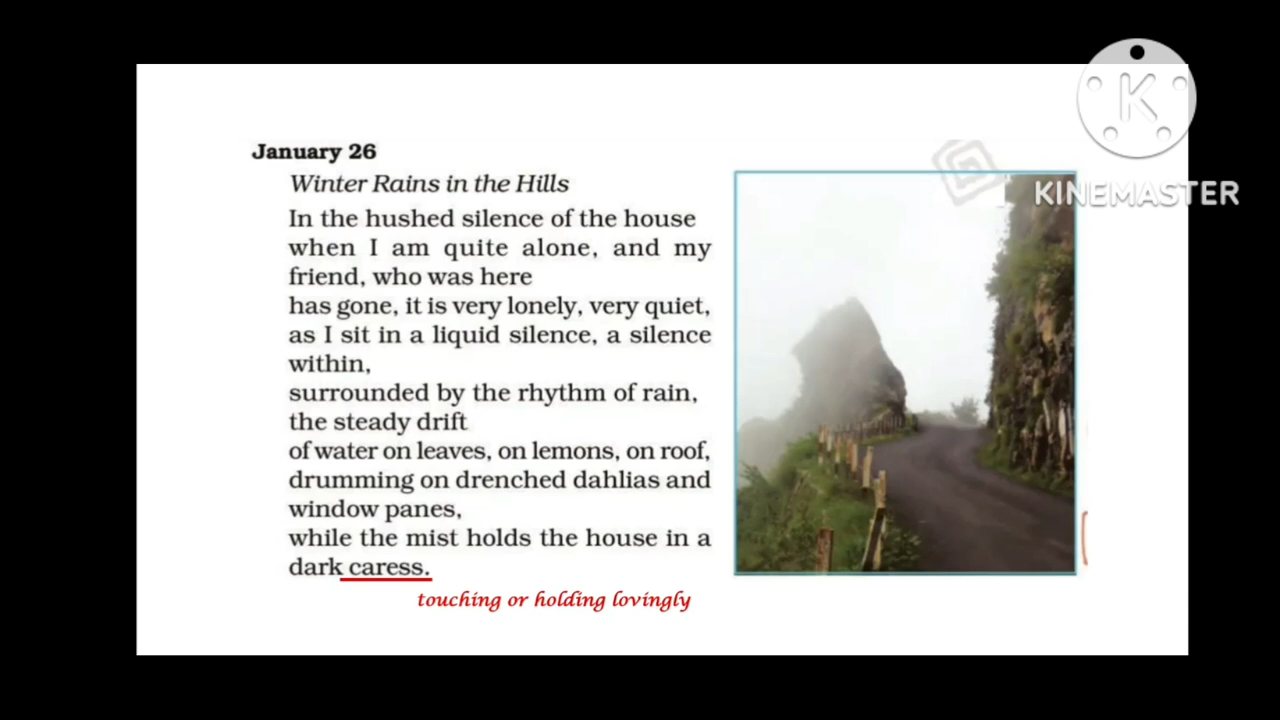 January 26
Winter Rains in the Hills
In the hushed silence of the house
when I am quite alone, and my
friend, who was here
has gone, it is very lonely, very quiet,
as I sit in a liquid silence, a silence
within,
surrounded by the rhythm of rain,
the steady drift
of water on leaves, on lemons, on roof,
drumming on drenched dahlias and
window panes,
while the mist holds the house in a
dark caress.
touching or holding lovingly
K
KINEMASTER